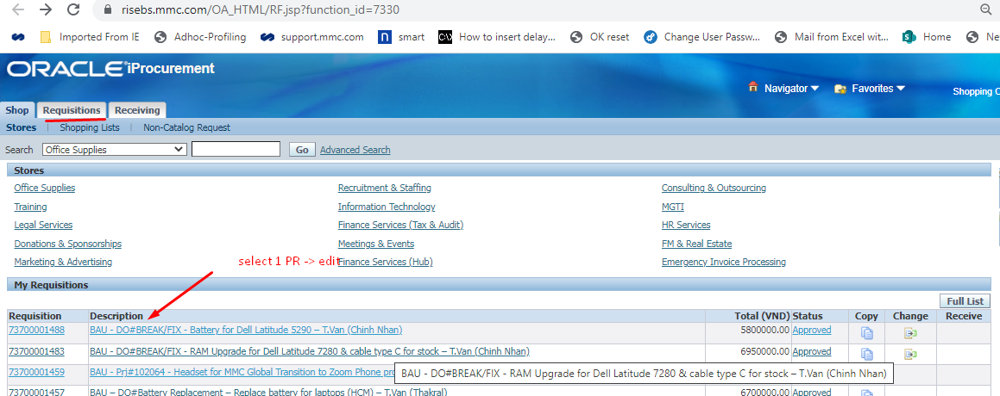 risebs.mmc.com/OA_HTML/RF.jsp?function_id=7330
Imported From IE Adhoc-Profiling support.mmc.com smart C:\ How to insert delay... OK reset Change User Passw... Mail from Excel wit... Home Ne
ORACLE iProcurement
Navigator Favorites Shopping C
Shop Requisitions Receiving
Stores Shopping Lists Non-Catalog Request
Search Office Supplies Go Advanced Search
Stores
Office Supplies Recruitment & Staffing Consulting & Outsourcing
Training Information Technology MGTI
Legal Services Finance Services (Tax & Audit) HR Services
Donations & Sponsorships Meetings & Events FM & Real Estate
Marketing & Advertising select 1 PR -> edit Finance Services (Hub) Emergency Invoice Processing
My Requisitions
Full List
Requisition Description Total (VND) Status Copy Change Receive
73700001488 BAU - DO#BREAK/FIX - Battery for Dell Latitude 5290 – T.Van (Chinh Nhan) 5800000.00 Approved
73700001483 BAU - DO#BREAK/FIX - RAM Upgrade for Dell Latitude 7280 & cable type C for stock – T.Van (Chinh Nhan) 6950000.00 Approved
73700001459 BAU - Prj#102064 - Headset for MMC Global Transition to Zoom Phone pro
BAU - DO#BREAK/FIX - RAM Upgrade for Dell Latitude 7280 & cable type C for stock – T.Van (Chinh Nhan)
73700001457 BAU – DO#Battery Replacement – Replace battery for laptops (HCM) – T.Van (Thakral) 6700000.00 Approved